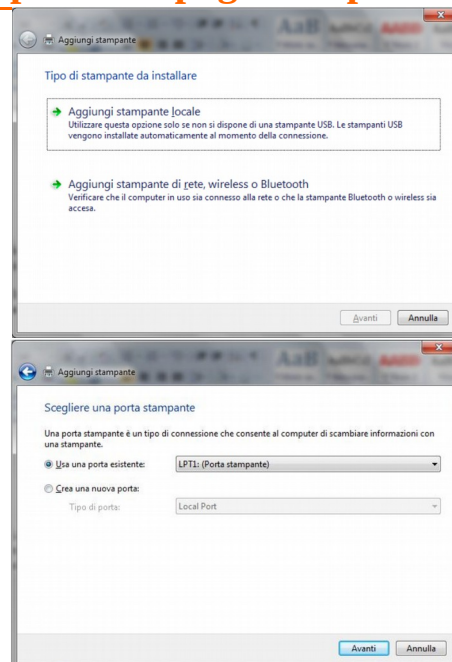 Aggiungi stampante
Tipo di stampante da installare
Aggiungi stampante locale
Utilizzare questa opzione solo se non si dispone di una stampante USB. Le stampanti USB
vengono installate automaticamente al momento della connessione.
Aggiungi stampante di rete, wireless o Bluetooth
Verificare che il computer in uso sia connesso alla rete o che la stampante Bluetooth o wireless sia
accesa.
Avanti Annulla
Aggiungi stampante
Scegliere una porta stampante
Una porta stampante è un tipo di connessione che consente al computer di scambiare informazioni con
una stampante.
Usa una porta esistente: LPT1: (Porta stampante)
Crea una nuova porta:
Tipo di porta: Local Port
Avanti Annulla